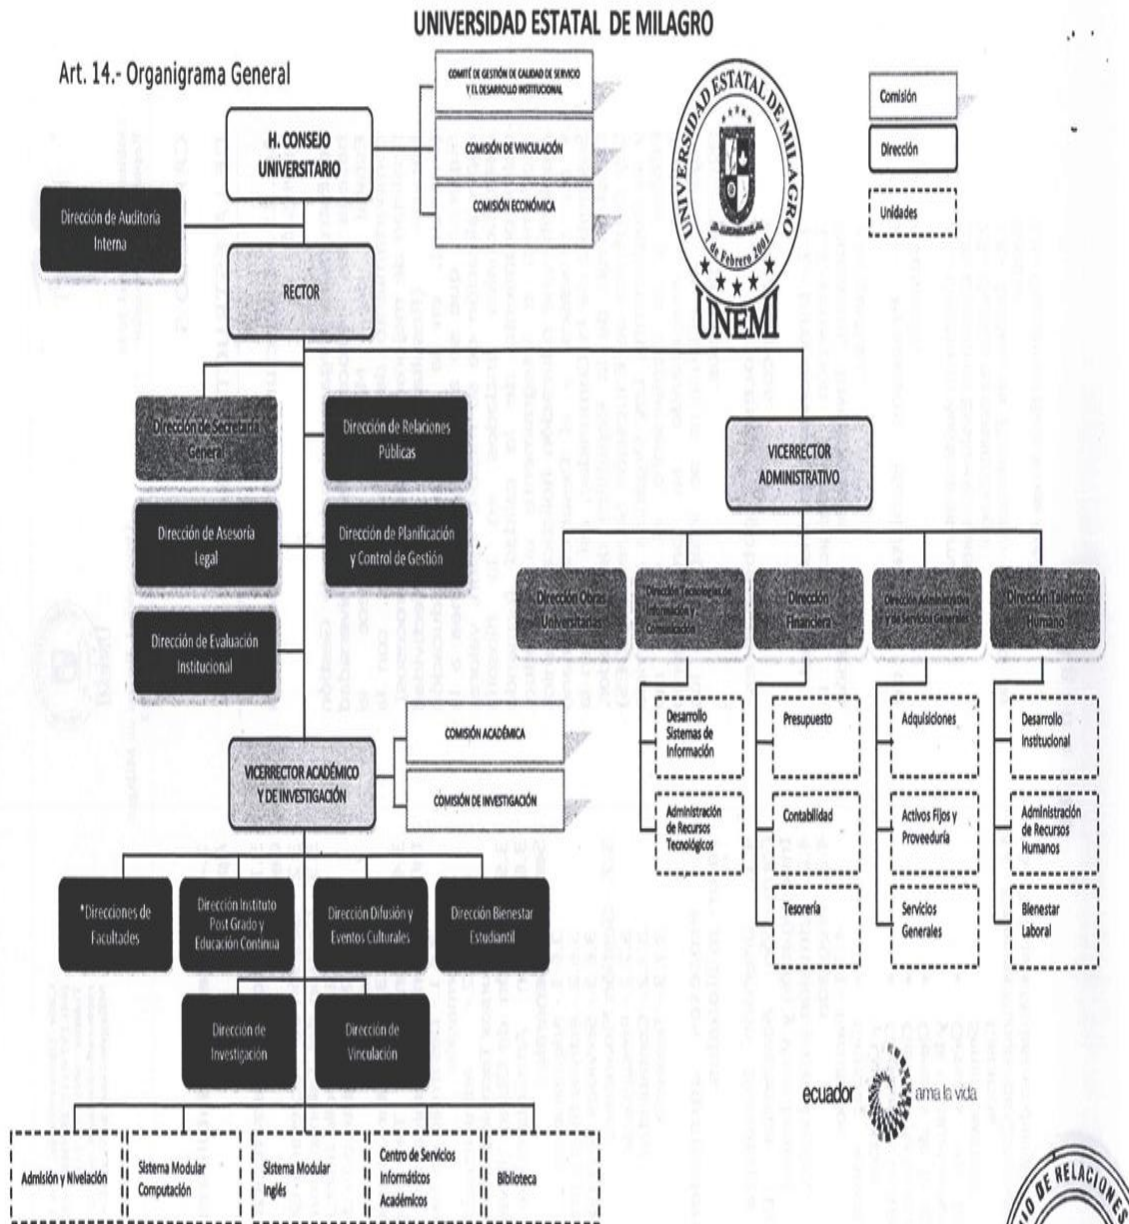 UNIVERSIDAD ESTATAL DE MILAGRO
Art. 14.- Organigrama General
H. CONSEJO
UNIVERSITARIO
COMITÉ DE GESTIÓN DE CALIDAD DE SERVICIO
Y EL DESARROLLO INSTITUCIONAL
COMISIÓN DE VINCULACIÓN
COMISIÓN ECONÓMICA
UNIVERSIDAD ESTATAL DE MILAGRO
7 de Febrero 2001
UNEMI
Comisión
Dirección
Unidades
Dirección de Auditoría
Interna
RECTOR
Dirección de Secretaría
General
Dirección de Relaciones
Públicas
Dirección de Asesoría
Legal
Dirección de Planificación
y Control de Gestión
Dirección de Evaluación
Institucional
VICERRECTOR
ADMINISTRATIVO
Dirección Obras
Universitarias
Dirección Tecnologías de
Información y
Comunicación
Dirección
Financiera
Dirección Administrativa
y de Servicios Generales
Dirección Talento
Humano
Desarrollo
Sistemas de
Información
Administración
de Recursos
Tecnológicos
Presupuesto
Contabilidad
Tesorería
Adquisiciones
Activos Fijos y
Proveeduría
Servicios
Generales
Desarrollo
Institucional
Administración
de Recursos
Humanos
Bienestar
Laboral
VICERRECTOR ACADÉMICO
Y DE INVESTIGACIÓN
COMISIÓN ACADÉMICA
COMISIÓN DE INVESTIGACIÓN
*Direcciones de
Facultades
Dirección Instituto
Post Grado y
Educación Continua
Dirección Difusión y
Eventos Culturales
Dirección Bienestar
Estudiantil
Dirección de
Investigación
Dirección de
Vinculación
Admisión y Nivelación
Sistema Modular
Computación
Sistema Modular
Inglés
Centro de Servicios
Informáticos
Académicos
Biblioteca
ecuador
ama la vida
DE RELACIONES